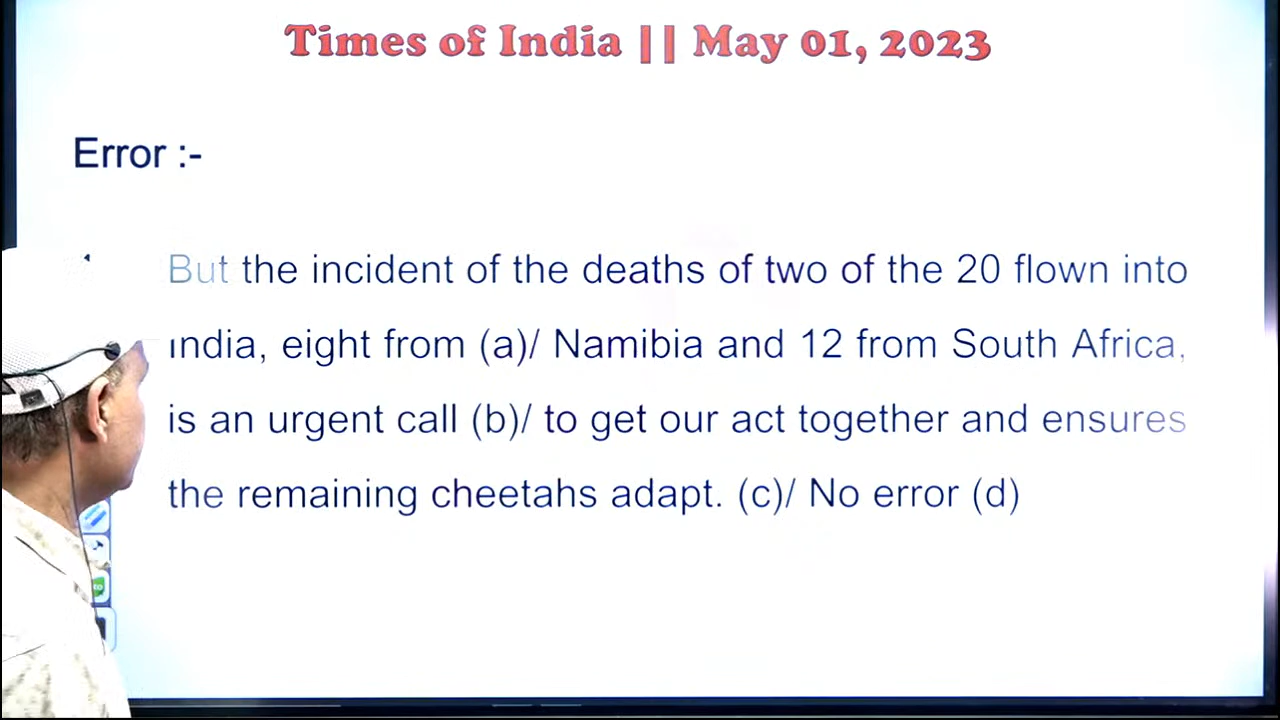 Times of India || May 01, 2023
Error :-
But the incident of the deaths of two of the 20 flown into
India, eight from (a)/ Namibia and 12 from South Africa,
is an urgent call (b)/ to get our act together and ensures
the remaining cheetahs adapt. (c)/ No error (d)